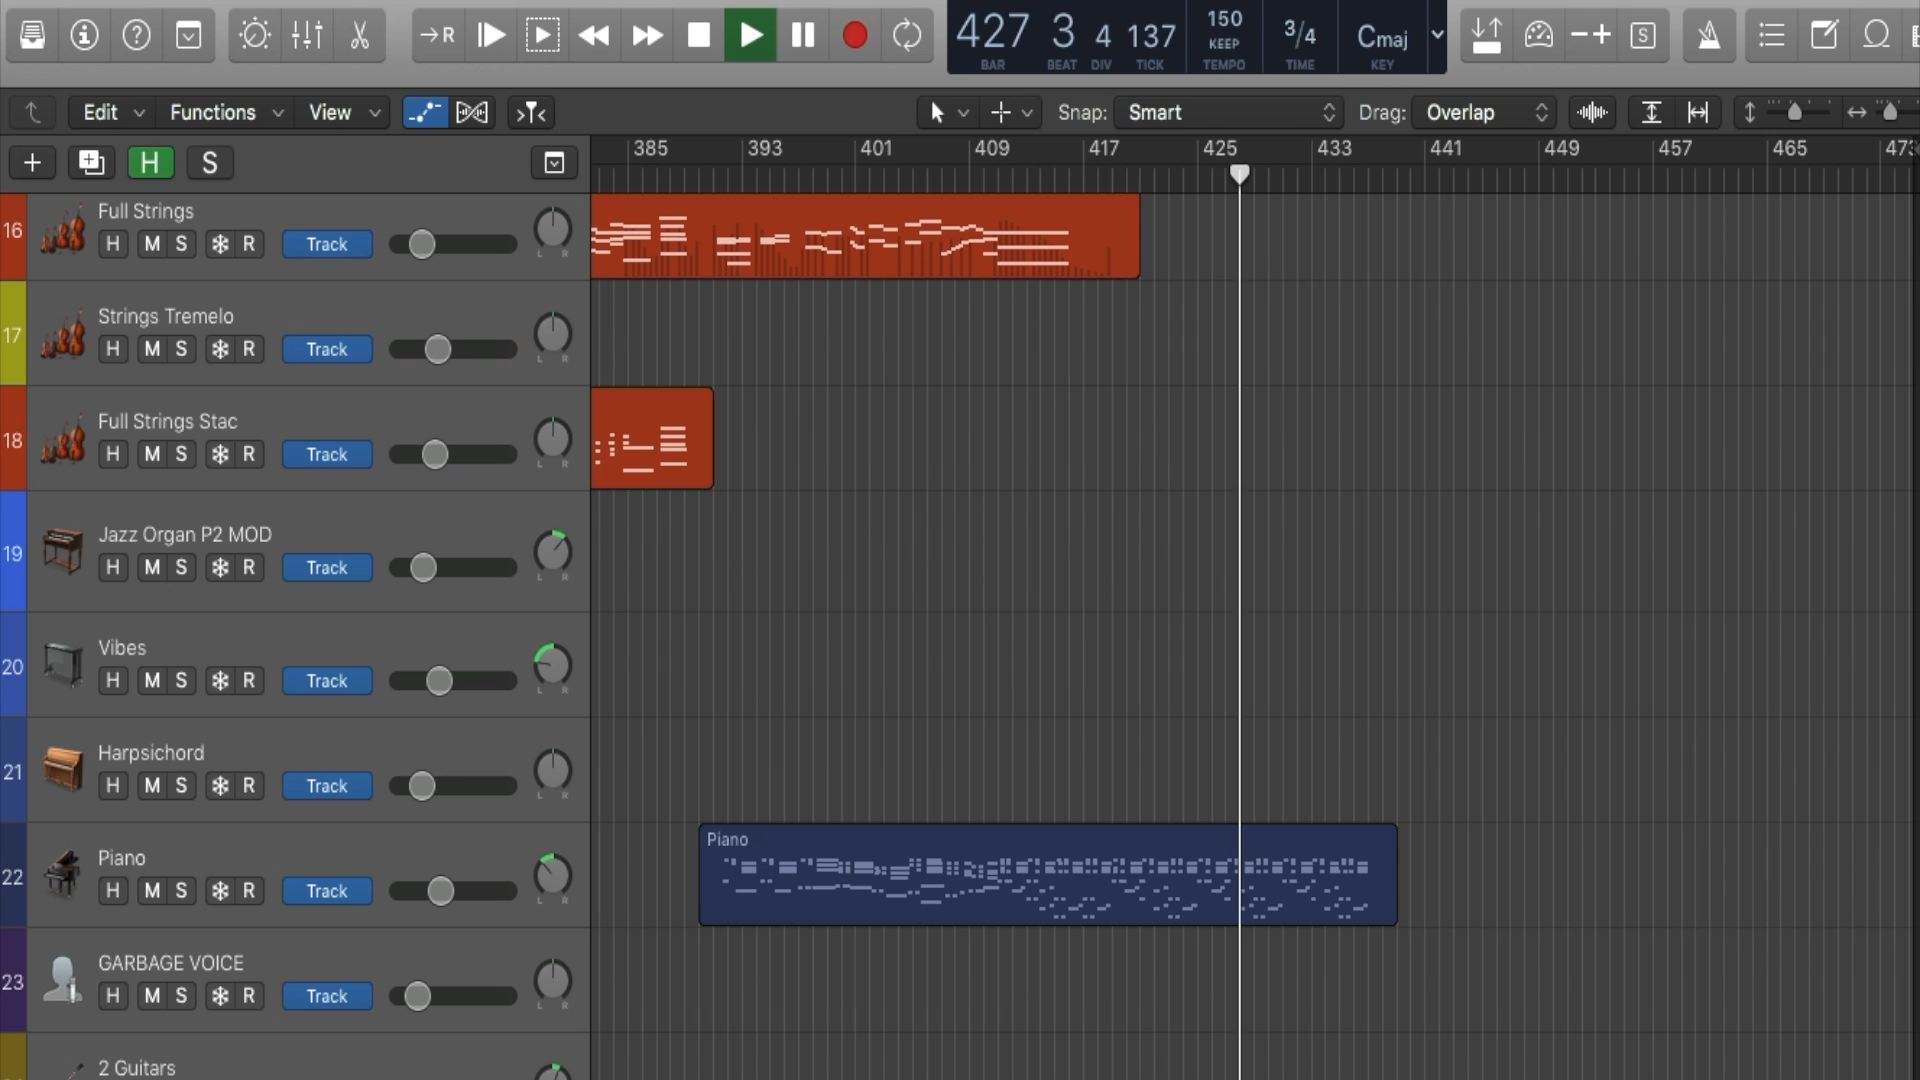 →R
427 3 4 137
BAR BEAT DIV TICK
150
KEEP
TEMPO
3/4
TIME
Cmaj
KEY
S
Edit Functions View
Snap: Smart
Drag: Overlap
+ H S
385 393 401 409 417 425 433 441 449 457 465 473
16 Full Strings
H M S R Track
L R
17 Strings Tremelo
H M S R Track
L R
18 Full Strings Stac
H M S R Track
L R
19 Jazz Organ P2 MOD
H M S R Track
L R
20 Vibes
H M S R Track
L R
21 Harpsichord
H M S R Track
L R
22 Piano
H M S R Track
L R
Piano
23 GARBAGE VOICE
H M S R Track
L R
2 Guitars